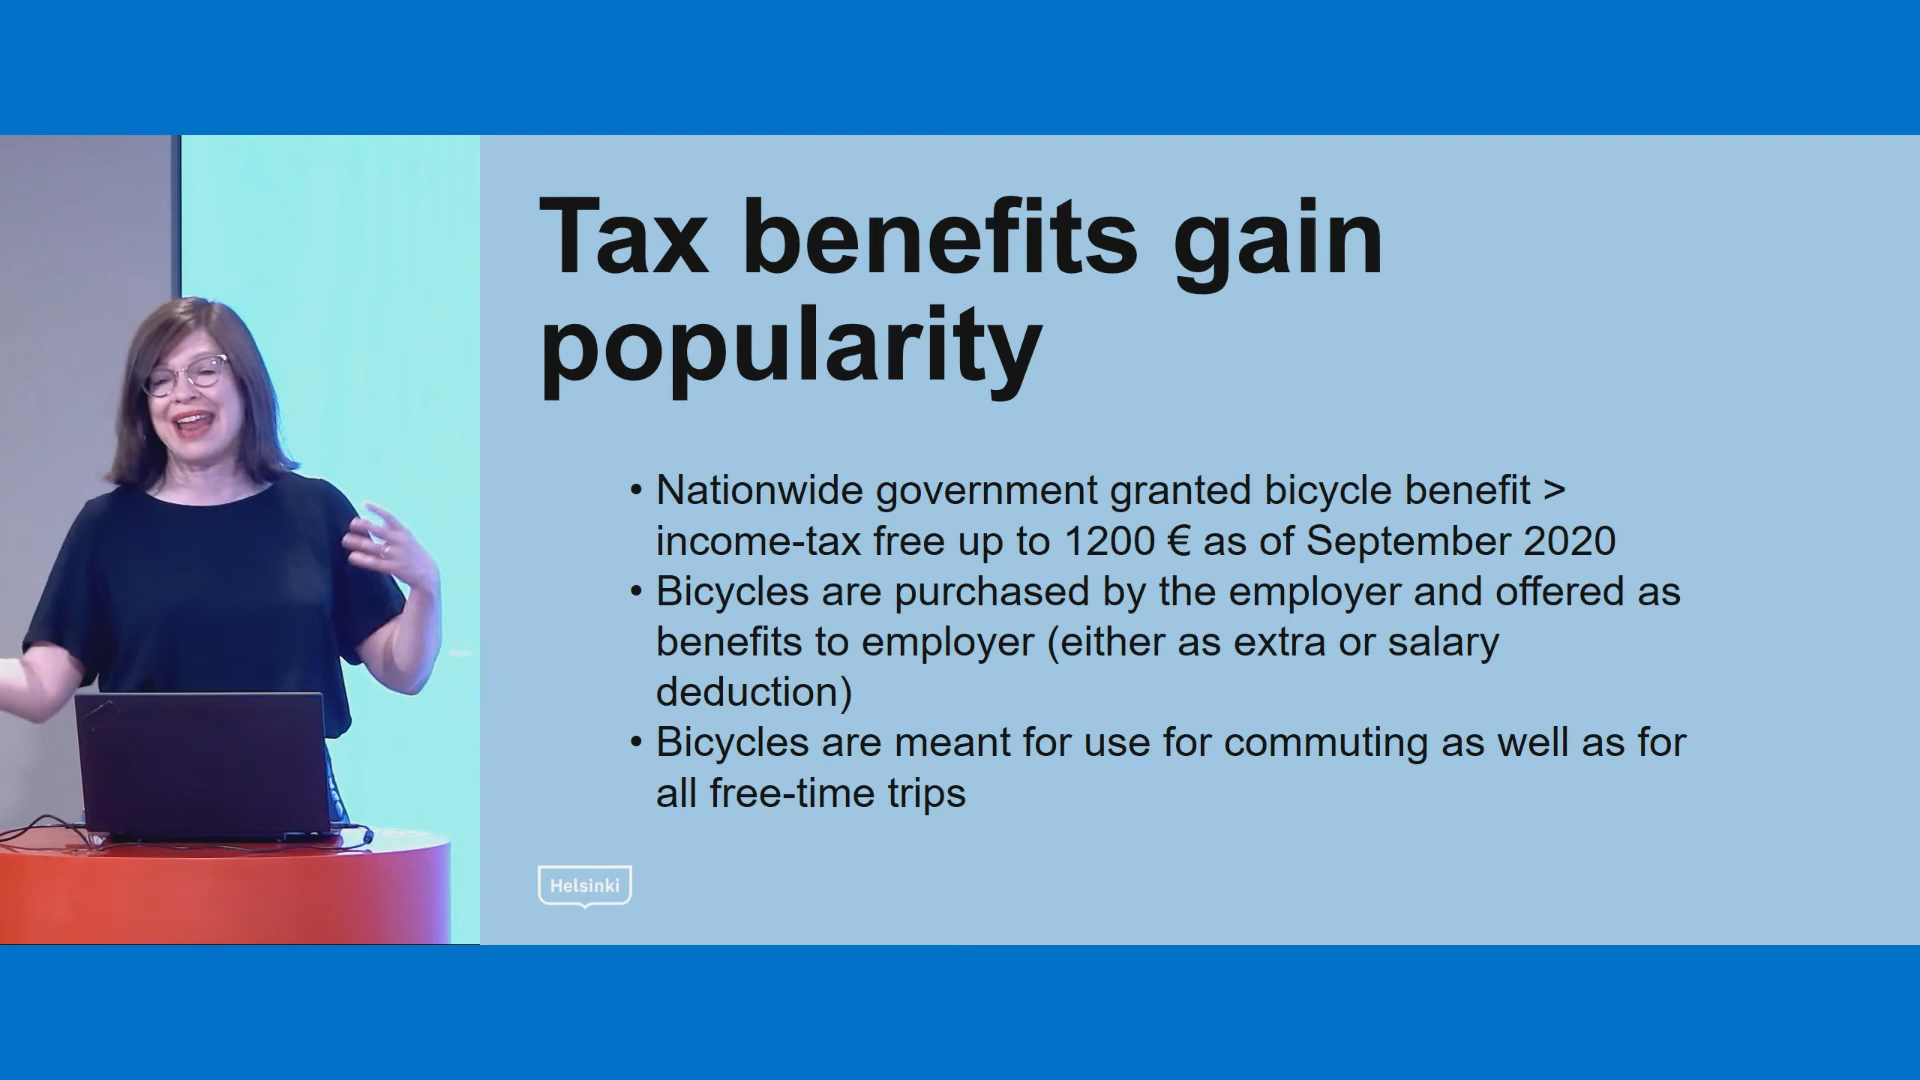 Tax benefits gain
popularity
• Nationwide government granted bicycle benefit >
income-tax free up to 1200 € as of September 2020
• Bicycles are purchased by the employer and offered as
benefits to employer (either as extra or salary
deduction)
• Bicycles are meant for use for commuting as well as for
all free-time trips
Helsinki